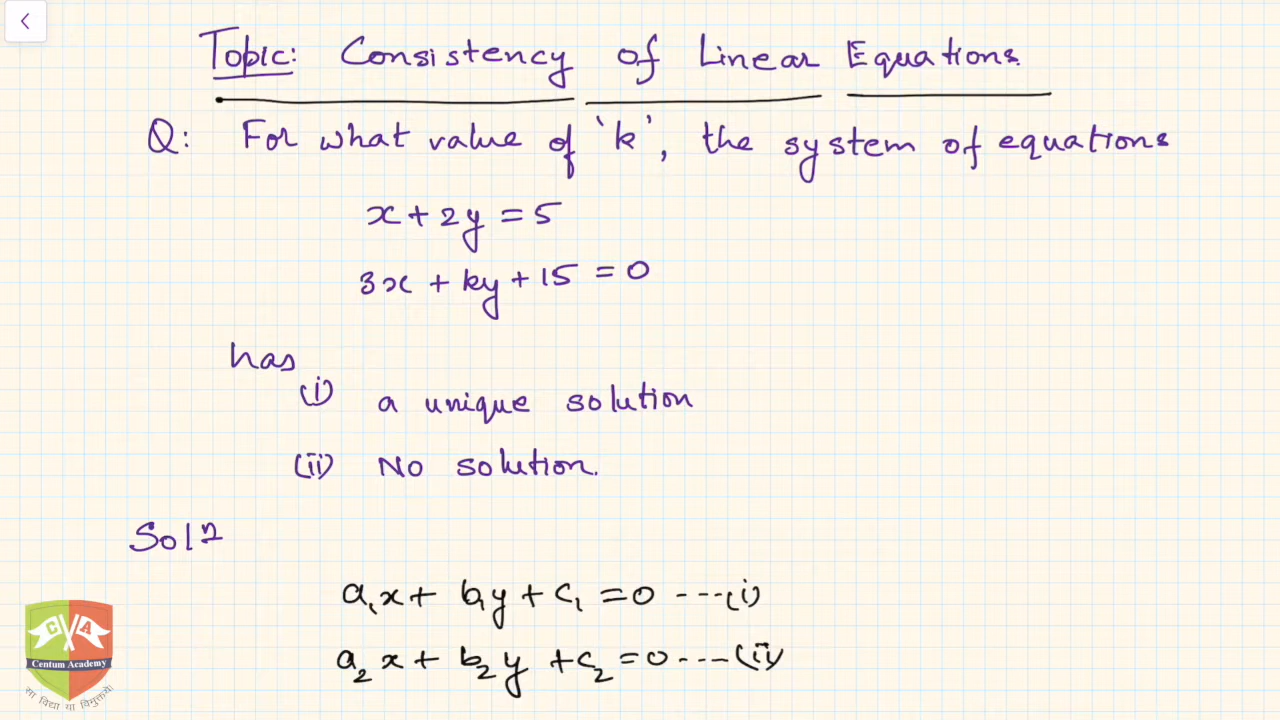 Topic: Consistency of Linear Equations.
Q: For what value of 'k', the system of equations
x + 2y = 5
3x + ky + 15 = 0
has
(i) a unique solution
(ii) No solution.
Solⁿ
a₁x + b₁y + c₁ = 0 ---(i)
a₂x + b₂y + c₂ = 0 ----(ii)
C A
Centum Academy
सा विद्या या विमुक्तये